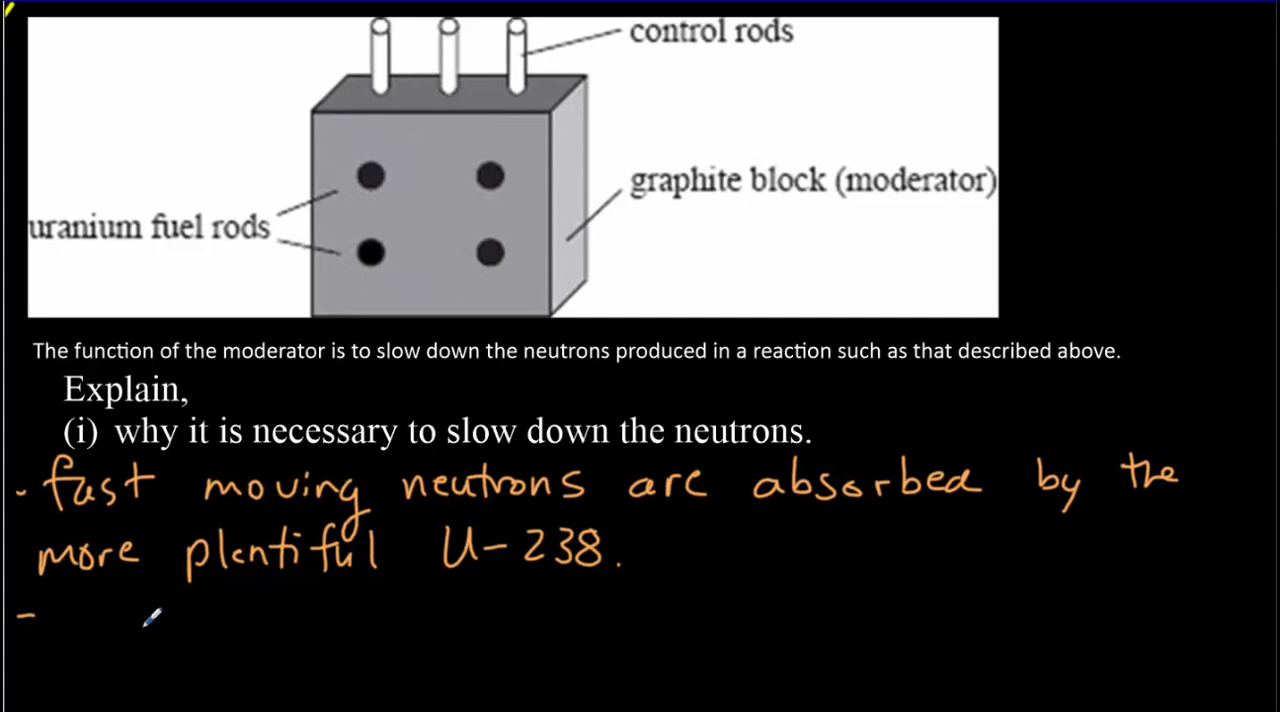 control rods
graphite block (moderator)
uranium fuel rods
The function of the moderator is to slow down the neutrons produced in a reaction such as that described above.
Explain,
(i) why it is necessary to slow down the neutrons.
- fast moving neutrons are absorbed by the
more plentiful U-238.
-